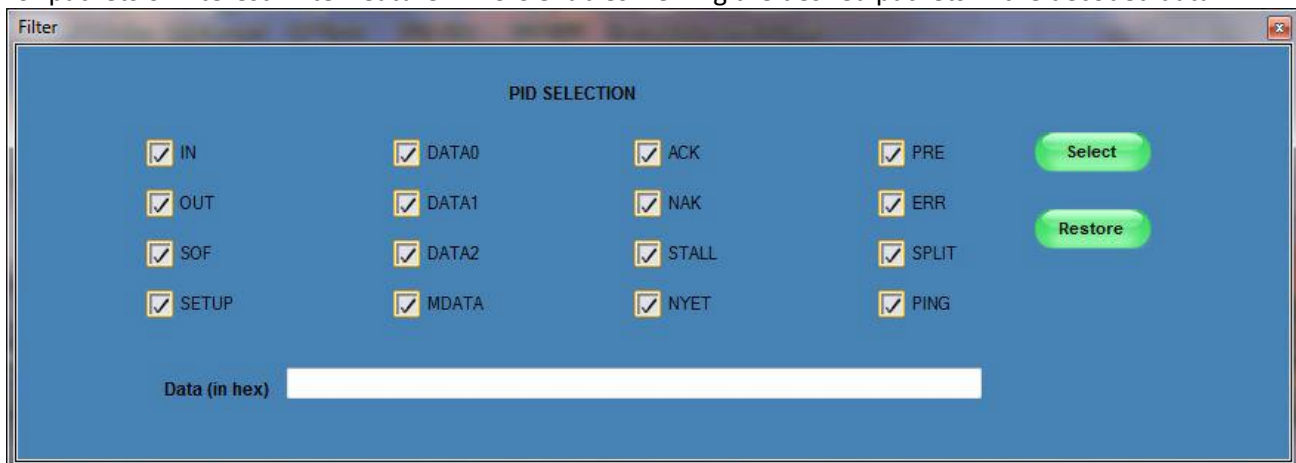 Filter
PID SELECTION
IN DATA0 ACK PRE Select
OUT DATA1 NAK ERR
Restore
SOF DATA2 STALL SPLIT
SETUP MDATA NYET PING
Data (in hex)